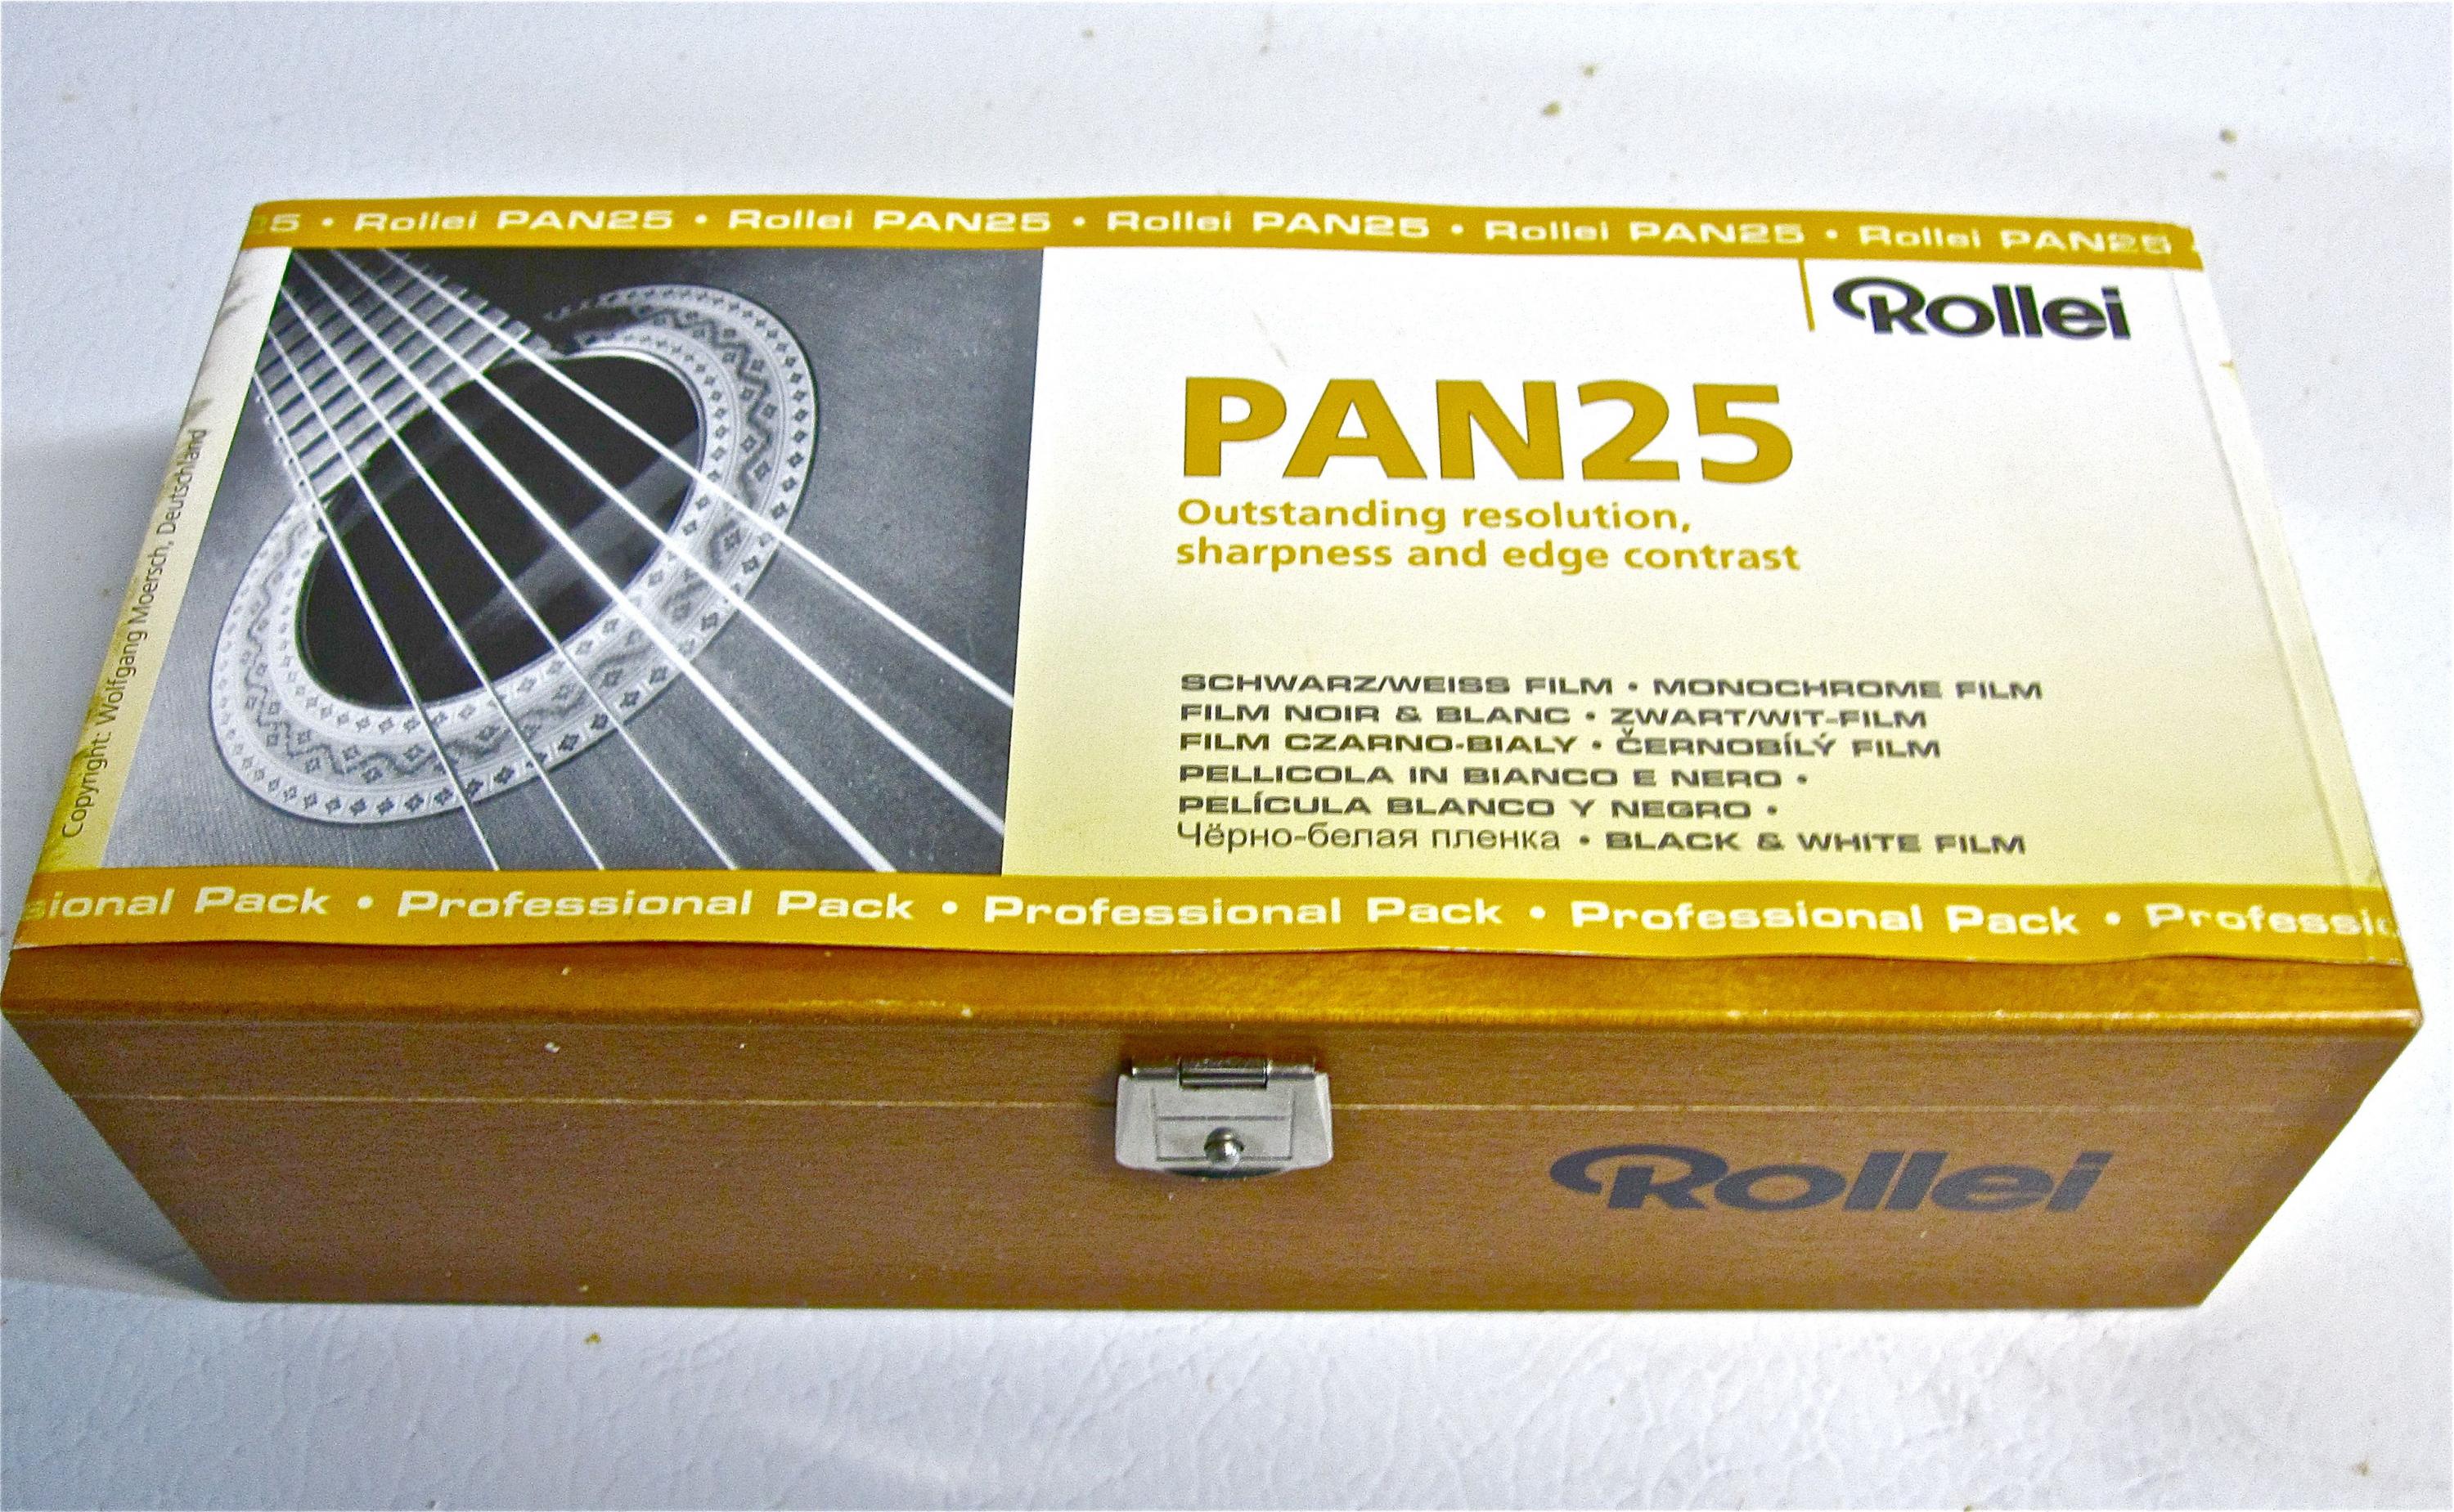 25 • Rollei PAN25 • Rollei PAN25 • Rollei PAN25 • Rollei PAN25 • Rollei PAN25
Rollei
PAN25
Outstanding resolution,
sharpness and edge contrast
SCHWARZ/WEISS FILM • MONOCHROME FILM
FILM NOIR & BLANC • ZWART/WIT-FILM
FILM CZARNO-BIALY • ČERNOBÍLÝ FILM
PELLICOLA IN BIANCO E NERO •
PELÍCULA BLANCO Y NEGRO •
Чёрно-белая пленка • BLACK & WHITE FILM
Copyright: Wolfgang Moersch, Deutschland
sional Pack • Professional Pack • Professional Pack • Professional Pack • Professi
Rollei